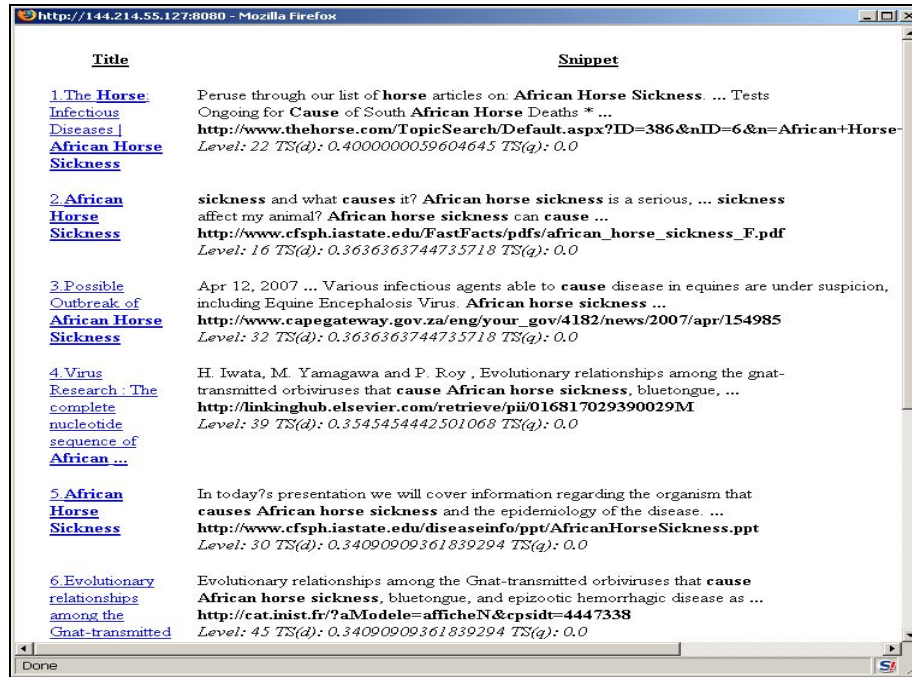 http://144.214.55.127:8080 - Mozilla Firefox
Title Snippet
1.The Horse:
Infectious
Diseases |
African Horse
Sickness
Peruse through our list of horse articles on: African Horse Sickness. ... Tests
Ongoing for Cause of South African Horse Deaths * ...
http://www.thehorse.com/TopicSearch/Default.aspx?ID=386&nID=6&n=African+Horse-
Level: 22 TS(d): 0.4000000059604645 TS(q): 0.0
2.African
Horse
Sickness
sickness and what causes it? African horse sickness is a serious, ... sickness
affect my animal? African horse sickness can cause ...
http://www.cfsph.iastate.edu/FastFacts/pdfs/african_horse_sickness_F.pdf
Level: 16 TS(d): 0.3636363744735718 TS(q): 0.0
3.Possible
Outbreak of
African Horse
Sickness
Apr 12, 2007 ... Various infectious agents able to cause disease in equines are under suspicion,
including Equine Encephalosis Virus. African horse sickness ...
http://www.capegateway.gov.za/eng/your_gov/4182/news/2007/apr/154985
Level: 32 TS(d): 0.3636363744735718 TS(q): 0.0
4.Virus
Research : The
complete
nucleotide
sequence of
African ...
H. Iwata, M. Yamagawa and P. Roy , Evolutionary relationships among the gnat-
transmitted orbiviruses that cause African horse sickness, bluetongue, ...
http://linkinghub.elsevier.com/retrieve/pii/016817029390029M
Level: 39 TS(d): 0.3545454442501068 TS(q): 0.0
5.African
Horse
Sickness
In today?s presentation we will cover information regarding the organism that
causes African horse sickness and the epidemiology of the disease. ...
http://www.cfsph.iastate.edu/diseaseinfo/ppt/AfricanHorseSickness.ppt
Level: 30 TS(d): 0.34090909361839294 TS(q): 0.0
6.Evolutionary
relationships
among the
Gnat-transmitted
Evolutionary relationships among the Gnat-transmitted orbiviruses that cause
African horse sickness, bluetongue, and epizootic hemorrhagic disease as ...
http://cat.inist.fr/?aModele=afficheN&cpsidt=4447338
Level: 45 TS(d): 0.34090909361839294 TS(q): 0.0
Done